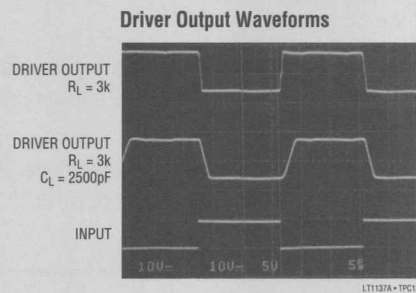 Driver Output Waveforms
DRIVER OUTPUT
RL = 3k
DRIVER OUTPUT
RL = 3k
CL = 2500pF
INPUT
10V 10V 5V
LT1137A • TPC1